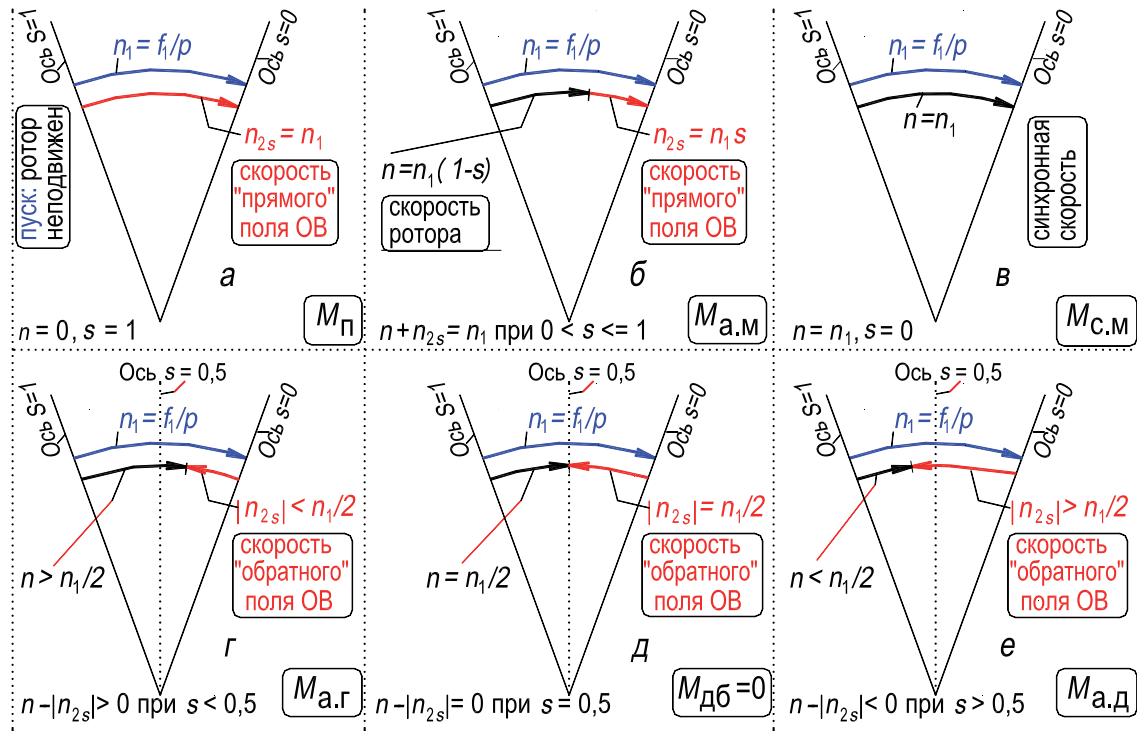 Ось S=1
n₁ = f₁/p
Ось s=0
пуск: ротор
неподвижен
n₂ₛ = n₁
скорость
"прямого"
поля ОВ
а
n = 0, s = 1
Mп
Ось S=1
n₁ = f₁/p
Ось s=0
n=n₁(1-s)
скорость
ротора
n₂ₛ = n₁s
скорость
"прямого"
поля ОВ
б
n + n₂ₛ = n₁ при 0 < s <= 1
Mа.м
Ось S=1
n₁ = f₁/p
Ось s=0
n=n₁
синхронная
скорость
в
n = n₁, s = 0
Mс.м
Ось s = 0,5
Ось S=1
n₁ = f₁/p
Ось s=0
|n₂ₛ| < n₁/2
n > n₁/2
скорость
"обратного"
поля ОВ
г
n –|n₂ₛ| > 0 при s < 0,5
Mа.г
Ось s = 0,5
Ось S=1
n₁ = f₁/p
Ось s=0
|n₂ₛ| = n₁/2
n = n₁/2
скорость
"обратного"
поля ОВ
д
n –|n₂ₛ| = 0 при s = 0,5
Mдб =0
Ось s = 0,5
Ось S=1
n₁ = f₁/p
Ось s=0
|n₂ₛ| > n₁/2
n < n₁/2
скорость
"обратного"
поля ОВ
е
n –|n₂ₛ| < 0 при s > 0,5
Mа.д